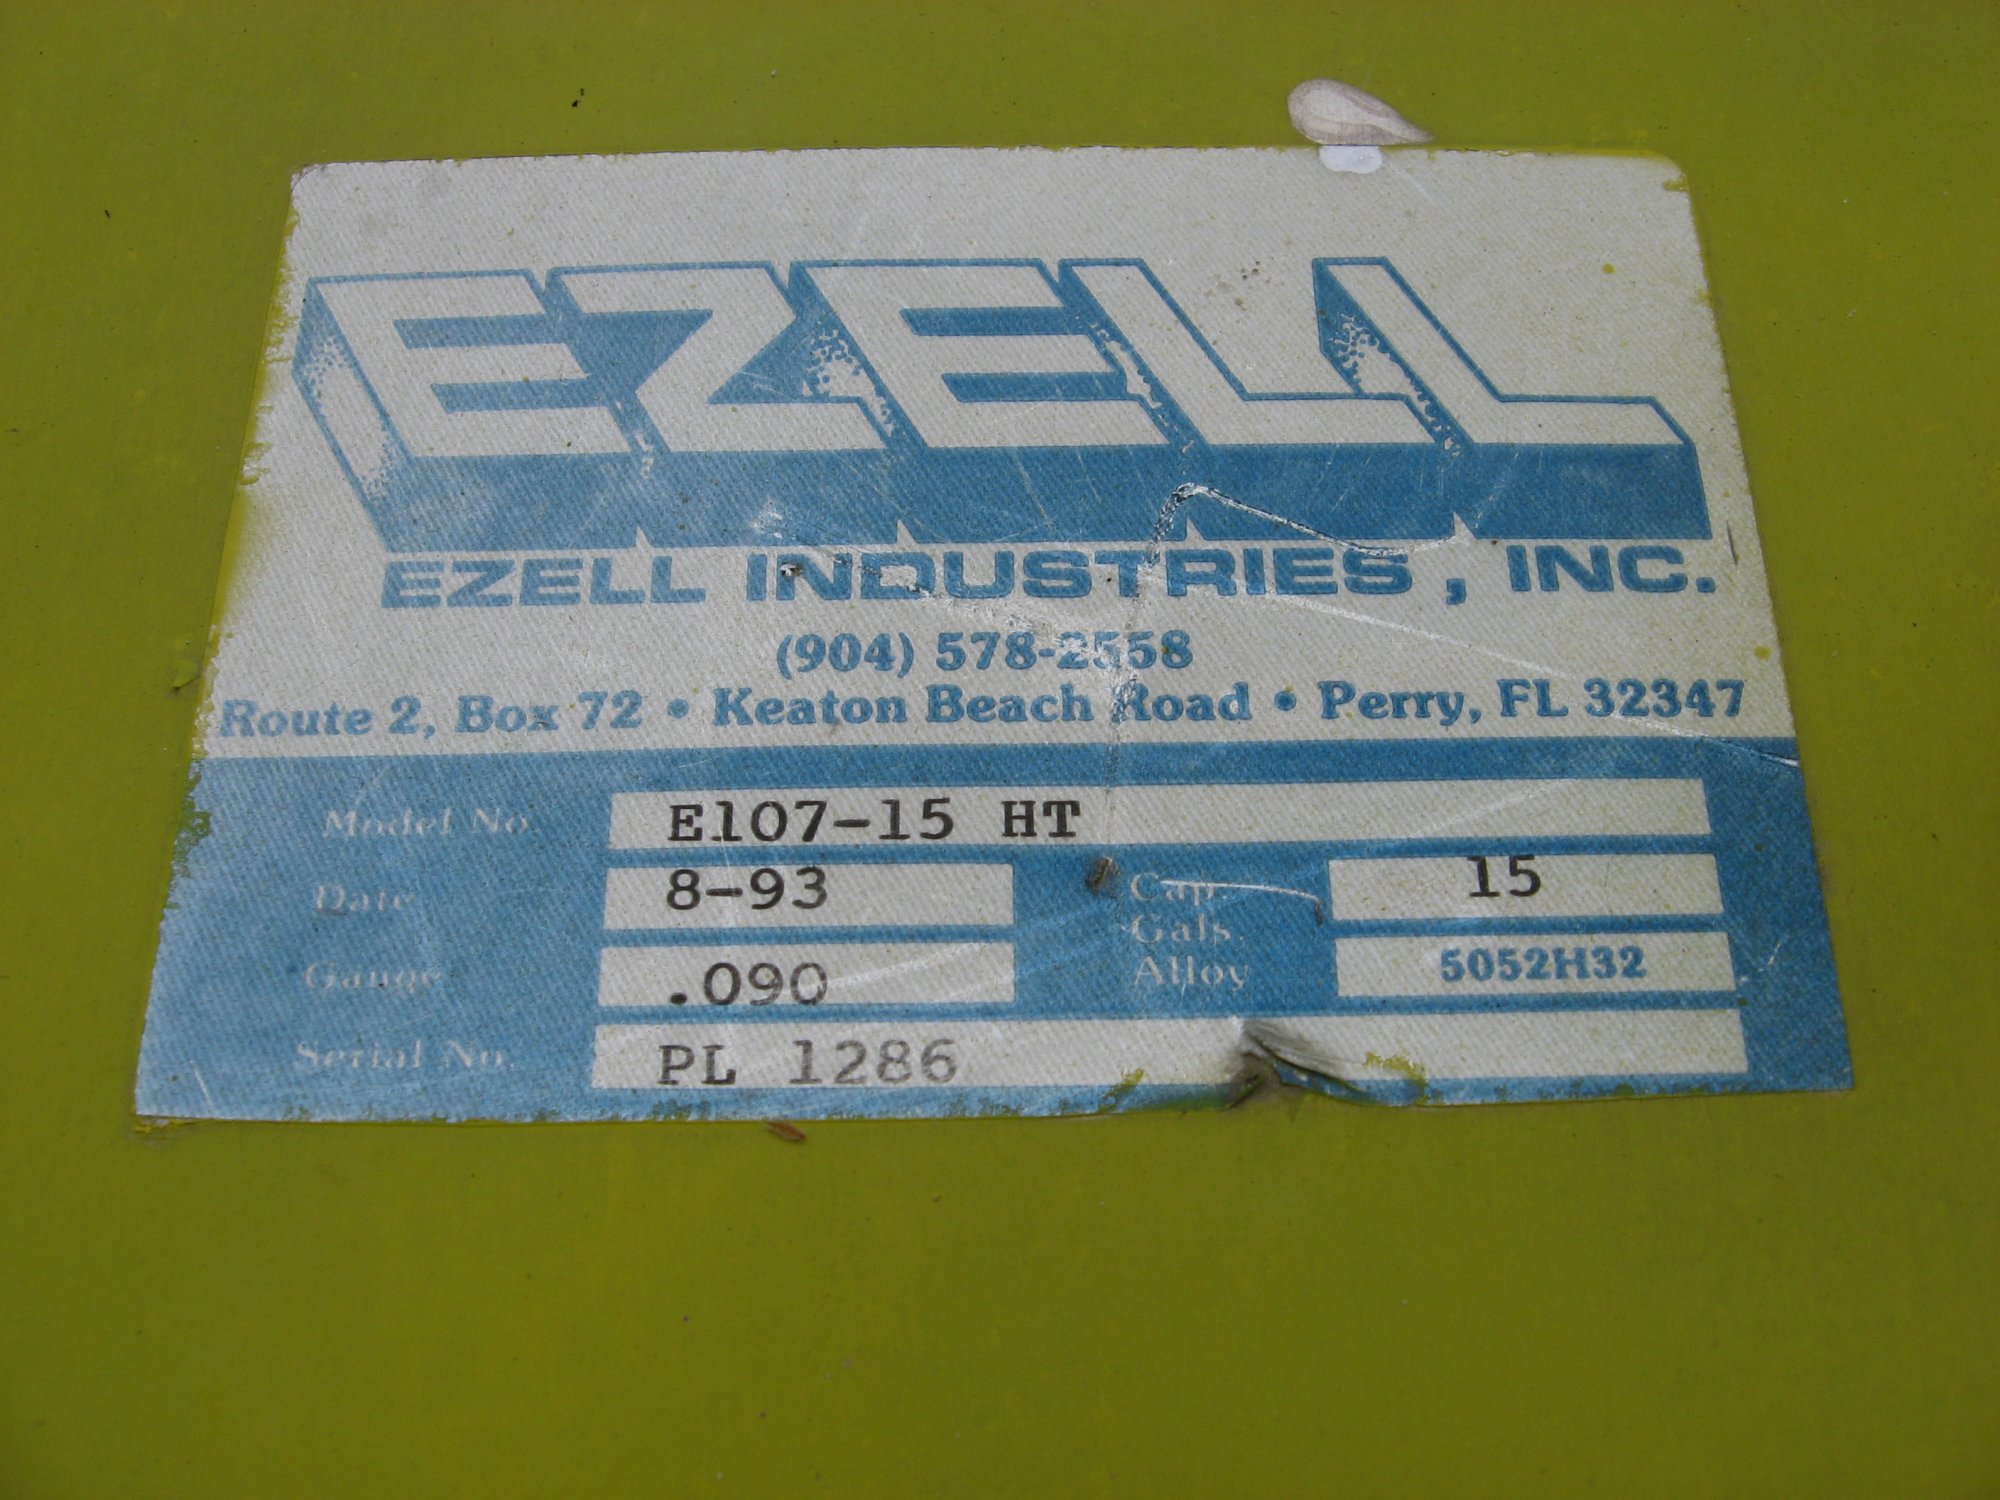 EZELL
EZELL INDUSTRIES, INC.
(904) 578-2558
Route 2, Box 72 • Keaton Beach Road • Perry, FL 32347
Model No. E107-15 HT
Date 8-93 Cap. Gals. 15
Gauge .090 Alloy 5052H32
Serial No. PL 1286